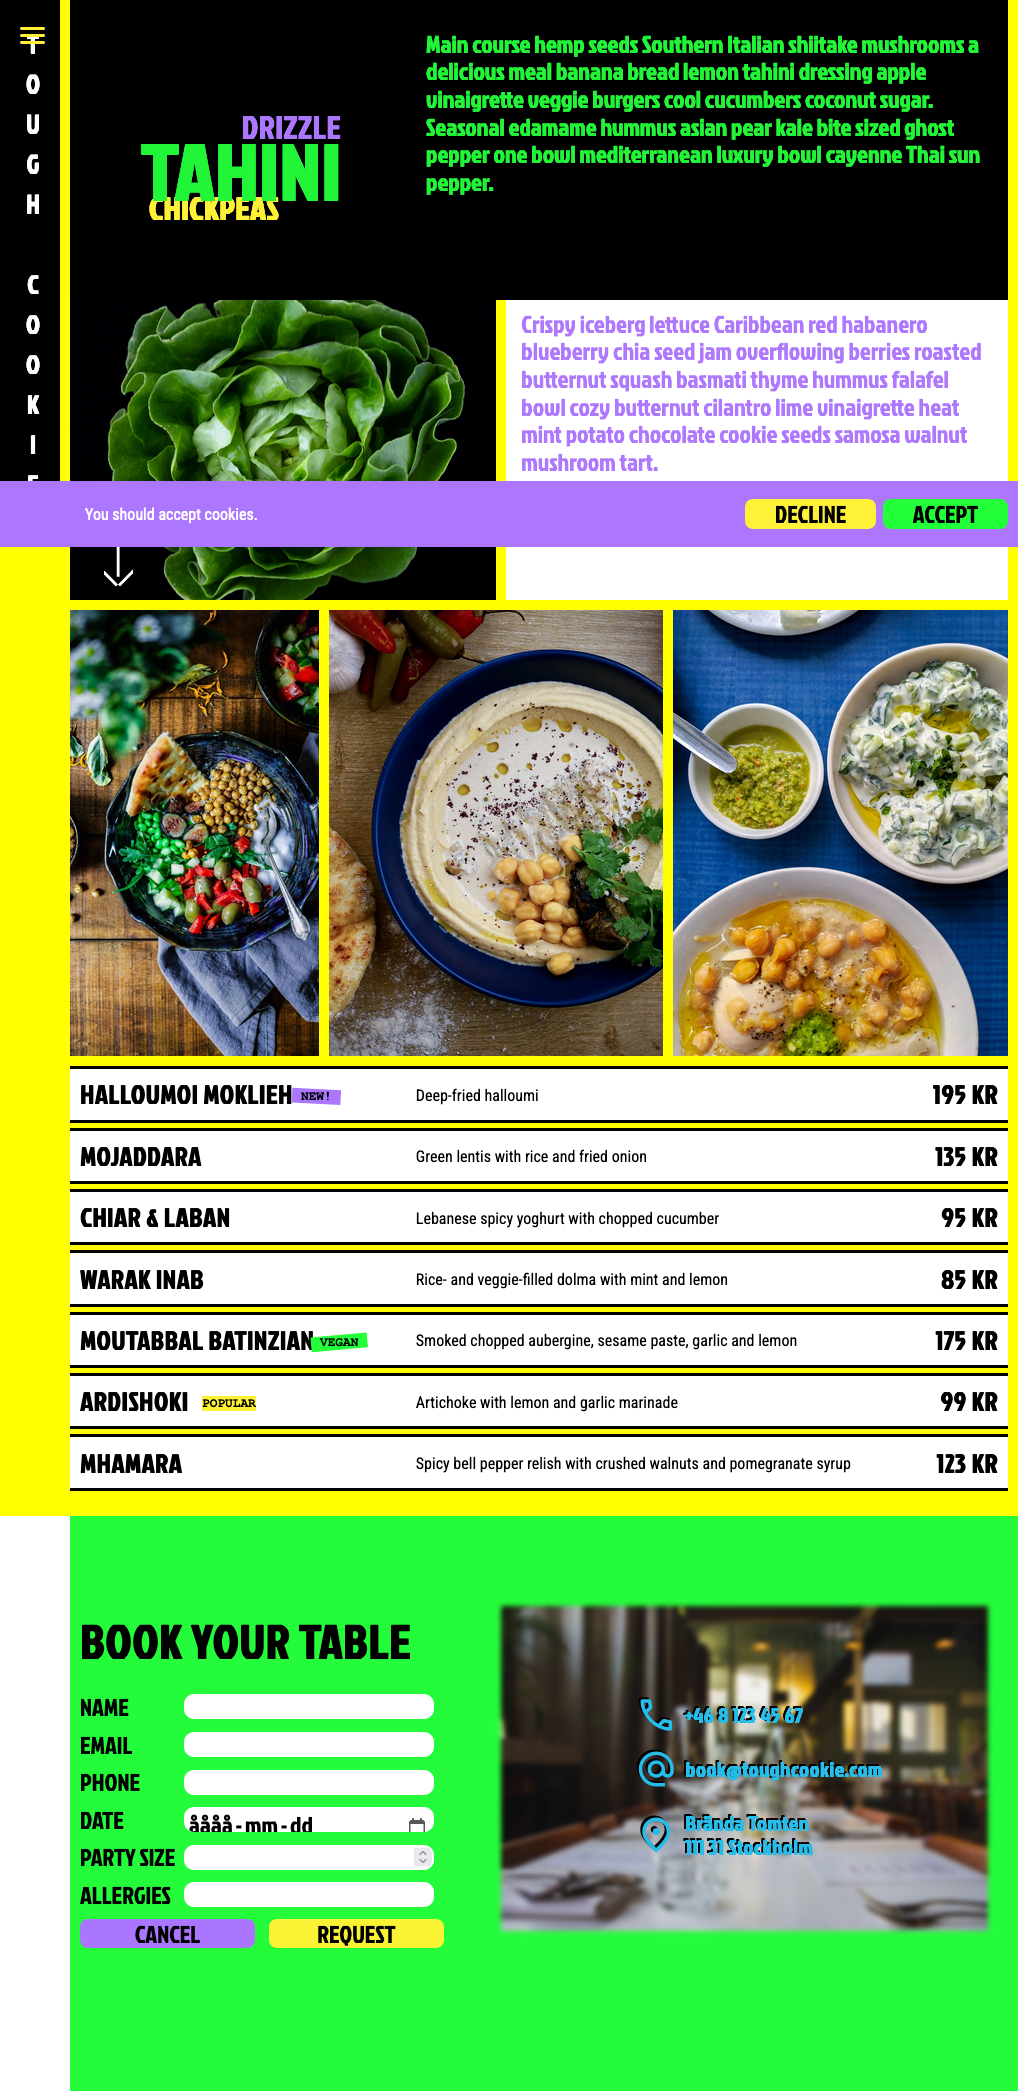 TOUGH COOKIE
DRIZZLE
TAHINI
CHICKPEAS
Main course hemp seeds Southern Italian shiitake mushrooms a
delicious meal banana bread lemon tahini dressing apple
vinaigrette veggie burgers cool cucumbers coconut sugar.
Seasonal edamame hummus asian pear kale bite sized ghost
pepper one bowl mediterranean luxury bowl cayenne Thai sun
pepper.
Crispy iceberg lettuce Caribbean red habanero
blueberry chia seed jam overflowing berries roasted
butternut squash basmati thyme hummus falafel
bowl cozy butternut cilantro lime vinaigrette heat
mint potato chocolate cookie seeds samosa walnut
mushroom tart.
You should accept cookies.
DECLINE
ACCEPT
HALLOUMOI MOKLIEH NEW! Deep-fried halloumi 195 KR
MOJADDARA Green lentis with rice and fried onion 135 KR
CHIAR & LABAN Lebanese spicy yoghurt with chopped cucumber 95 KR
WARAK INAB Rice- and veggie-filled dolma with mint and lemon 85 KR
MOUTABBAL BATINZIAN VEGAN Smoked chopped aubergine, sesame paste, garlic and lemon 175 KR
ARDISHOKI POPULAR Artichoke with lemon and garlic marinade 99 KR
MHAMARA Spicy bell pepper relish with crushed walnuts and pomegranate syrup 123 KR
BOOK YOUR TABLE
NAME
EMAIL
PHONE
DATE åååå-mm-dd
PARTY SIZE
ALLERGIES
CANCEL
REQUEST
+46 8 123 45 67
book@toughcookie.com
Brända Tomten
111 31 Stockholm